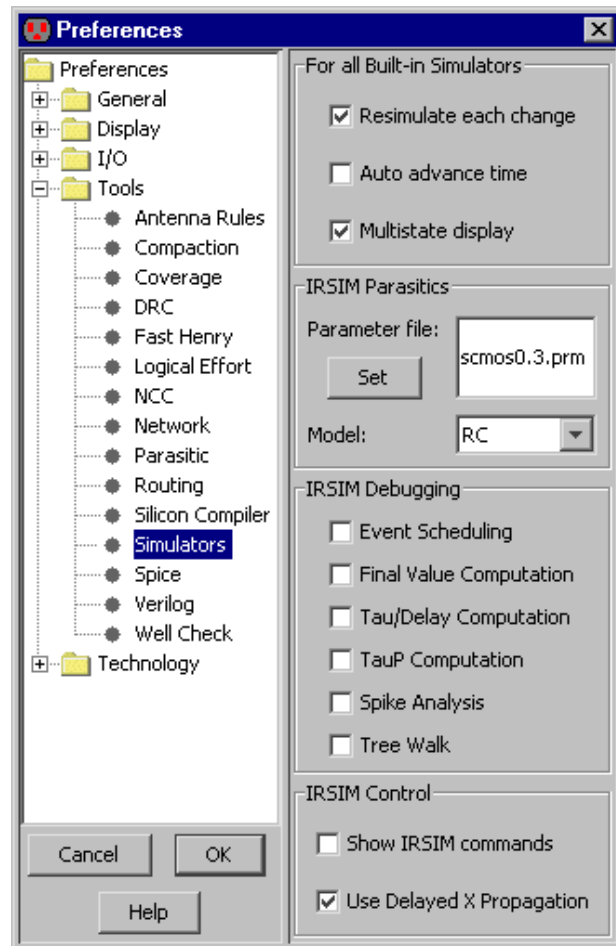 Preferences
Preferences
General
Display
I/O
Tools
Antenna Rules
Compaction
Coverage
DRC
Fast Henry
Logical Effort
NCC
Network
Parasitic
Routing
Silicon Compiler
Simulators
Spice
Verilog
Well Check
Technology
Cancel
OK
Help
For all Built-in Simulators
Resimulate each change
Auto advance time
Multistate display
IRSIM Parasitics
Parameter file:
scmos0.3.prm
Set
Model:
RC
IRSIM Debugging
Event Scheduling
Final Value Computation
Tau/Delay Computation
TauP Computation
Spike Analysis
Tree Walk
IRSIM Control
Show IRSIM commands
Use Delayed X Propagation